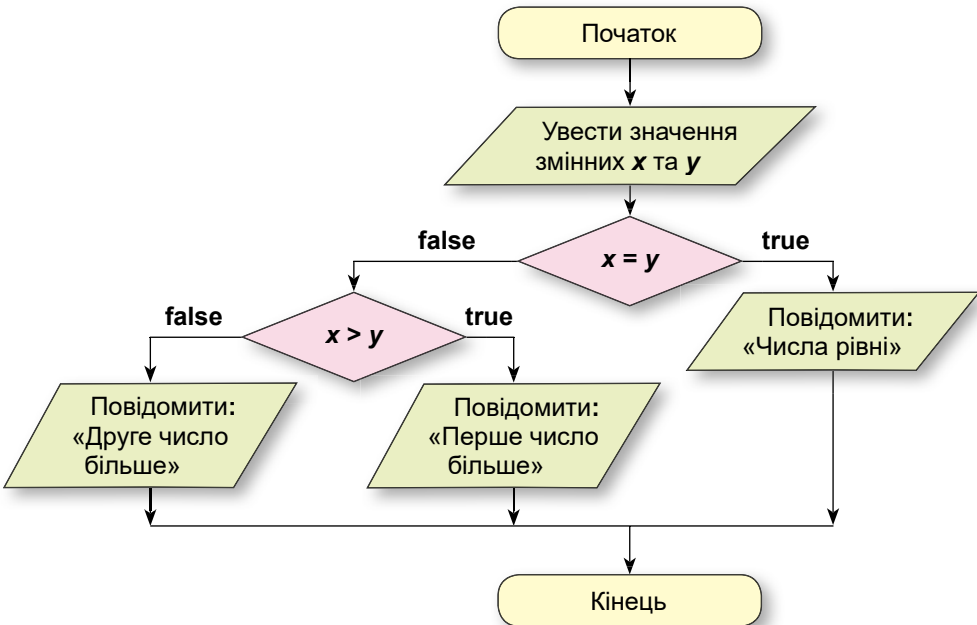 Початок
Увести значення
змінних x та y
false
x = y
true
false
x > y
true
Повідомити:
«Числа рівні»
Повідомити:
«Друге число
більше»
Повідомити:
«Перше число
більше»
Кінець